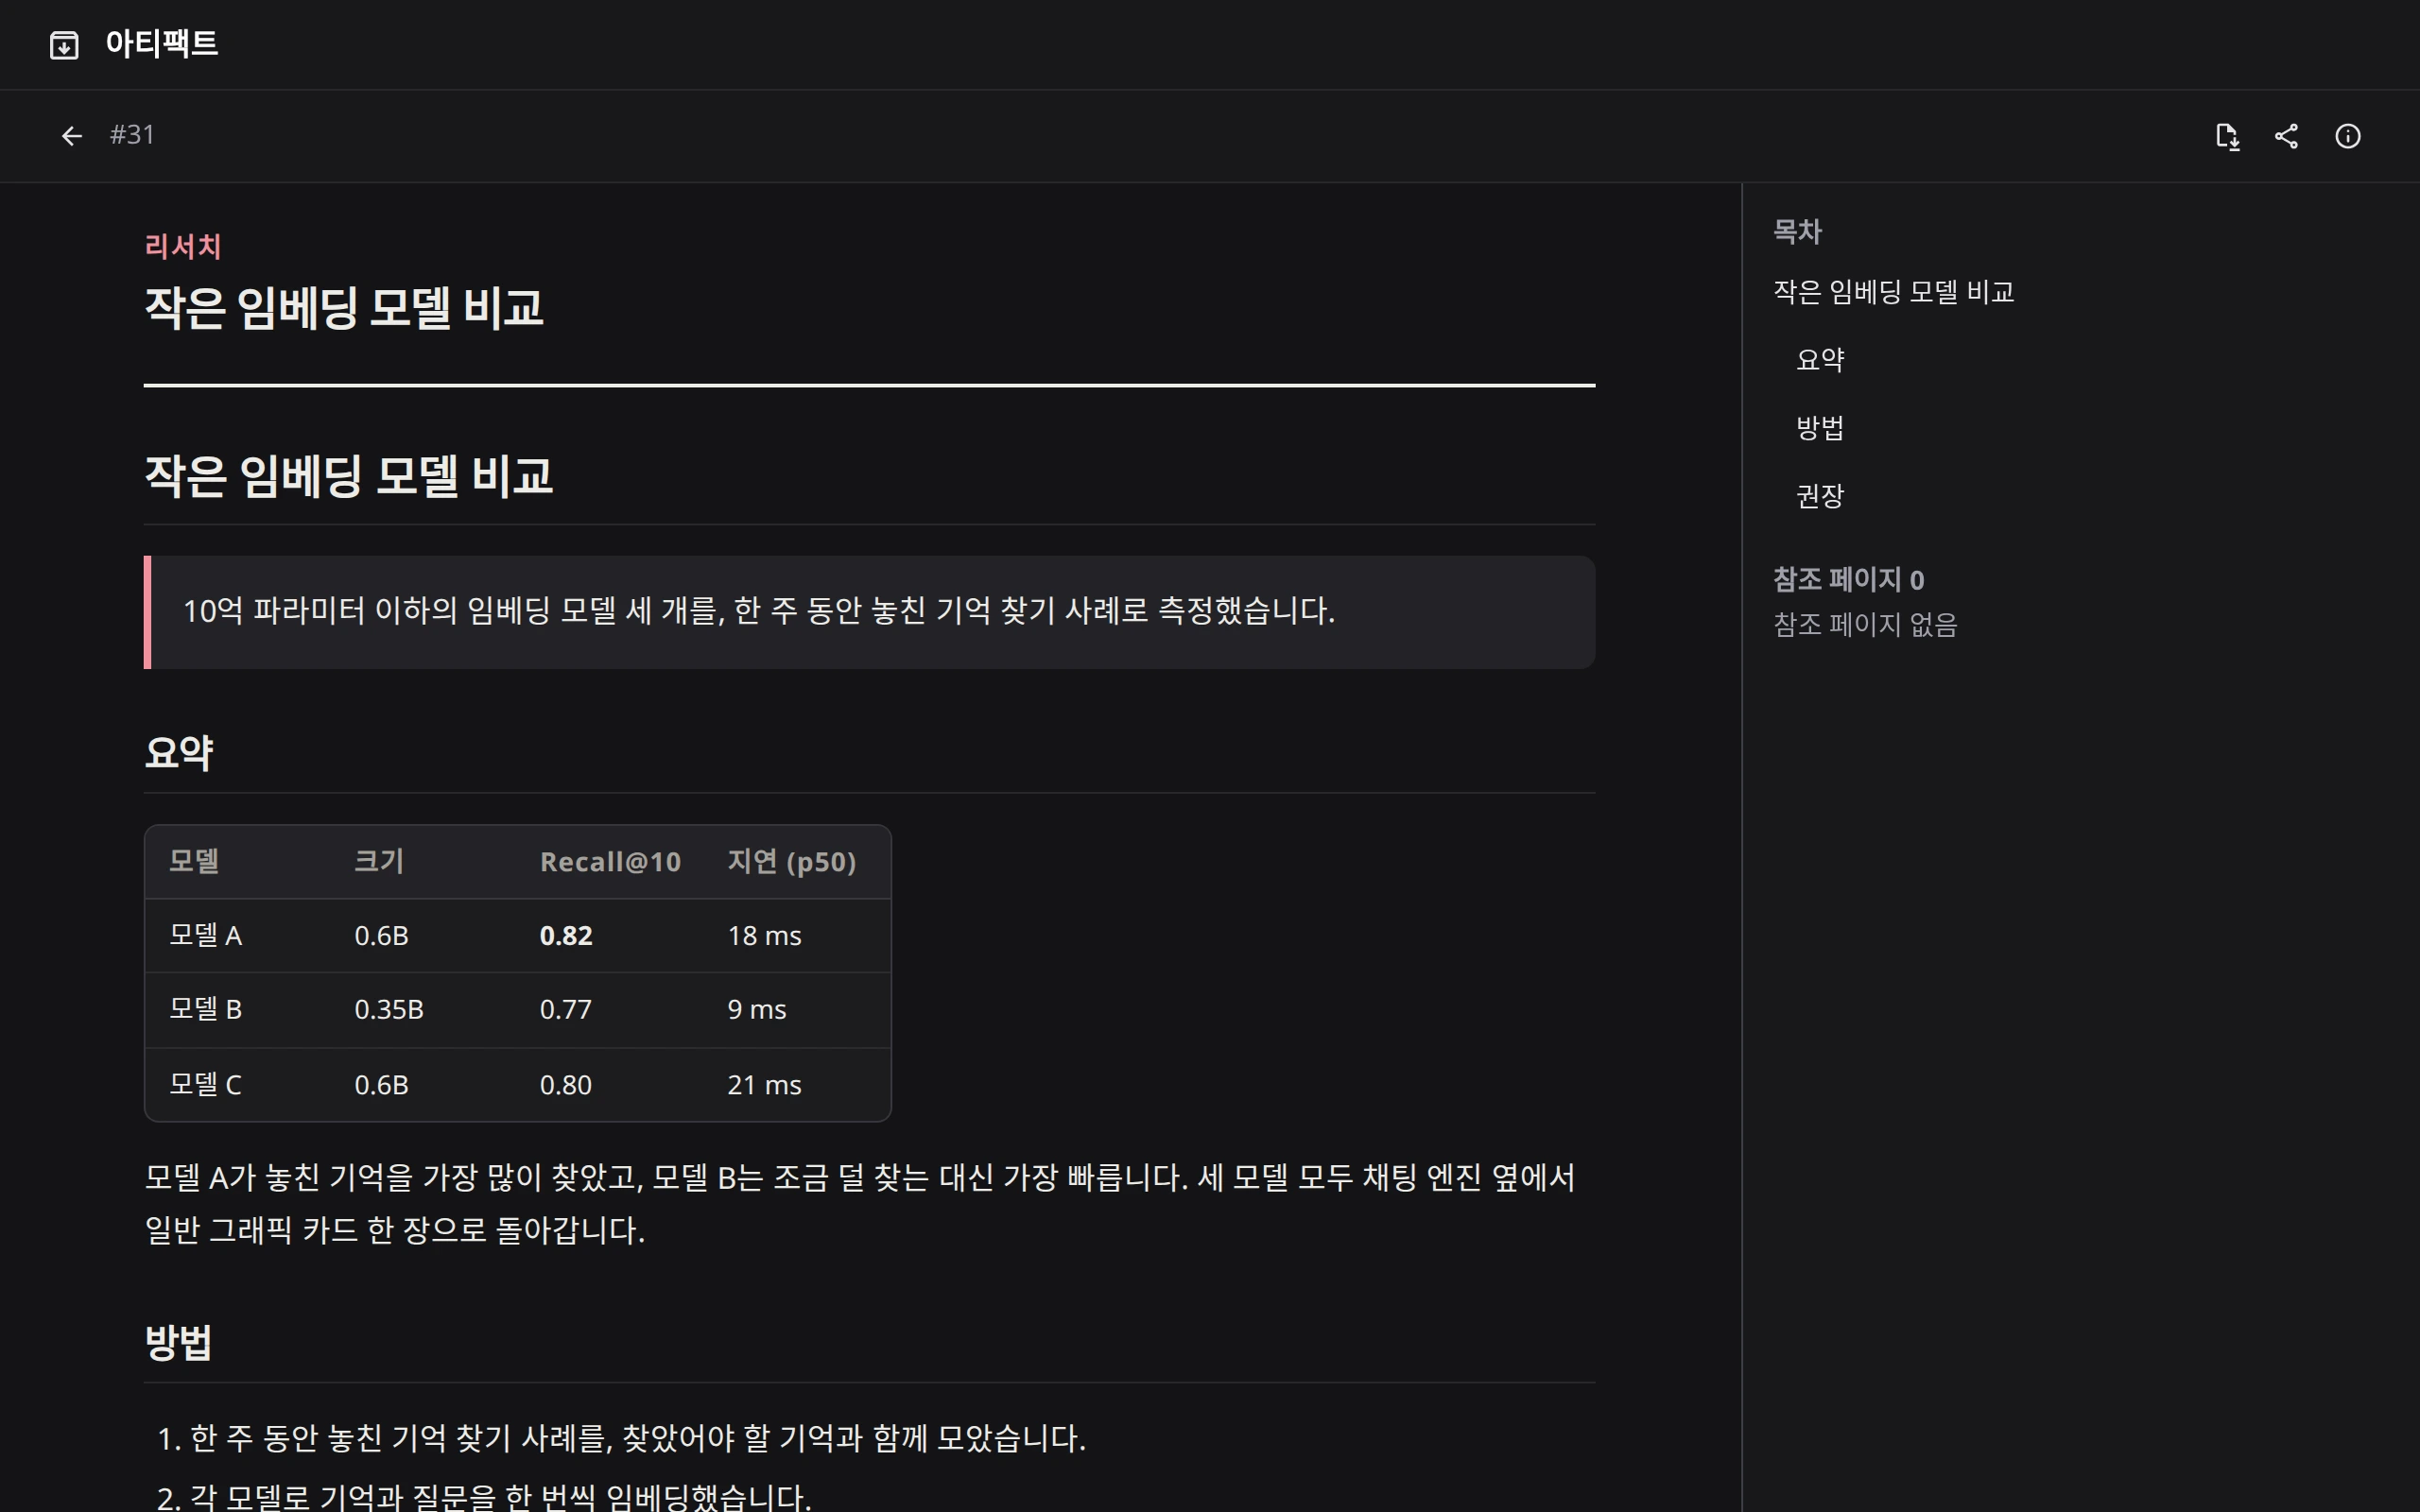 아티팩트
#31
리서치
작은 임베딩 모델 비교
작은 임베딩 모델 비교
10억 파라미터 이하의 임베딩 모델 세 개를, 한 주 동안 놓친 기억 찾기 사례로 측정했습니다.
요약
모델 크기 Recall@10 지연 (p50)
모델 A 0.6B 0.82 18 ms
모델 B 0.35B 0.77 9 ms
모델 C 0.6B 0.80 21 ms
모델 A가 놓친 기억을 가장 많이 찾았고, 모델 B는 조금 덜 찾는 대신 가장 빠릅니다. 세 모델 모두 채팅 엔진 옆에서
일반 그래픽 카드 한 장으로 돌아갑니다.
방법
1. 한 주 동안 놓친 기억 찾기 사례를, 찾았어야 할 기억과 함께 모았습니다.
2. 각 모델로 기억과 질문을 한 번씩 임베딩했습니다.
목차
작은 임베딩 모델 비교
요약
방법
권장
참조 페이지 0
참조 페이지 없음